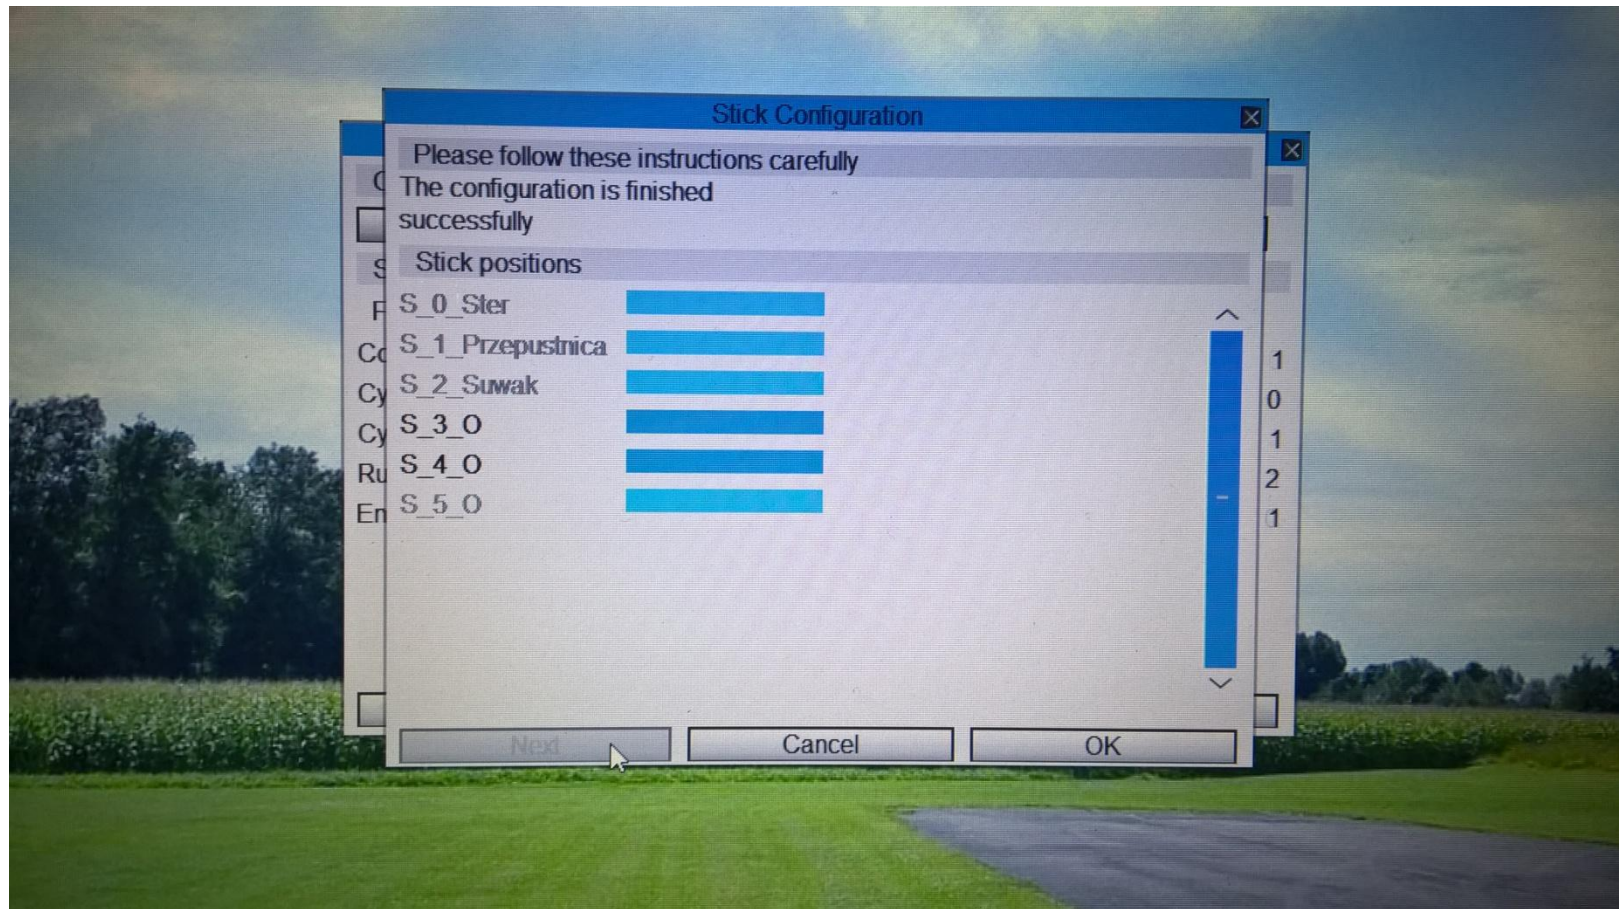 Stick Configuration
Please follow these instructions carefully
The configuration is finished
successfully
Stick positions
S_0_Ster
S_1_Przepustnica
S_2_Suwak
S_3_O
S_4_O
S_5_O
1
0
1
2
1
Next
Cancel
OK